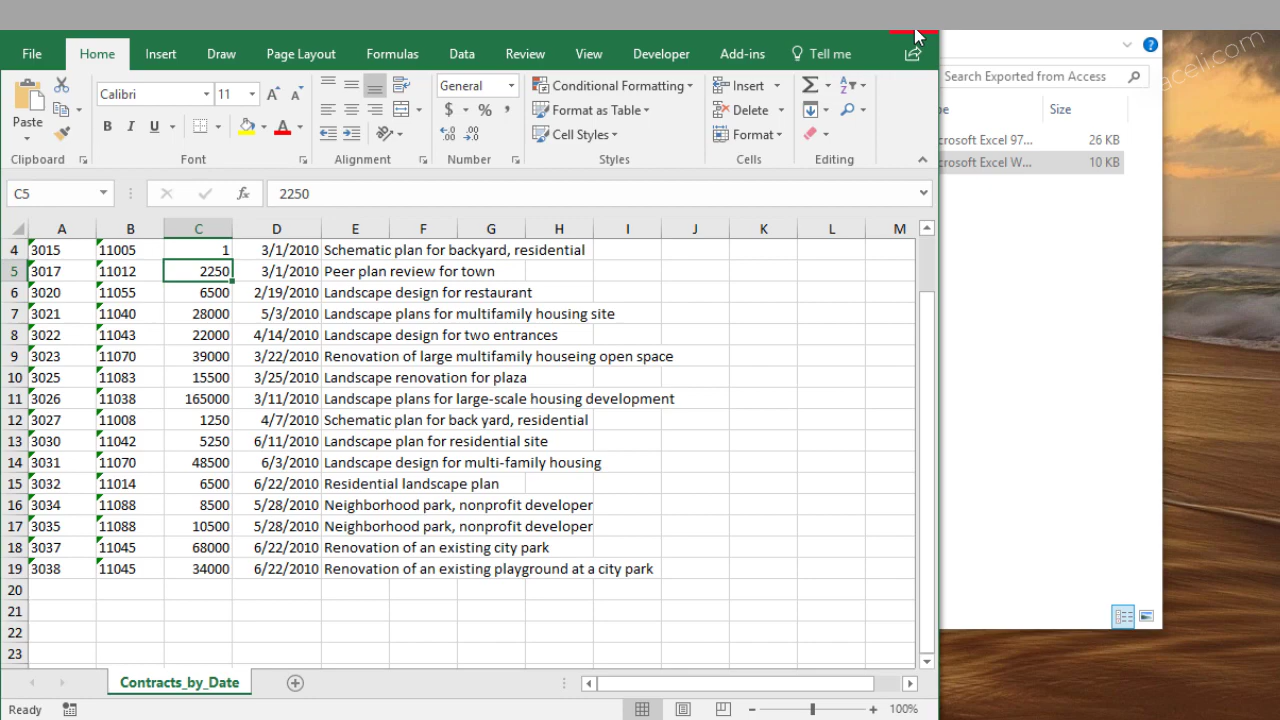 File Home Insert Draw Page Layout Formulas Data Review View Developer Add-ins Tell me
Calibri 11 General Conditional Formatting Insert
Paste B I U $ % , Format as Table Delete
Cell Styles Format
Clipboard Font Alignment Number Styles Cells Editing
C5 fx 2250
A B C D E F G H I J K L M
4 3015 11005 1 3/1/2010 Schematic plan for backyard, residential
5 3017 11012 2250 3/1/2010 Peer plan review for town
6 3020 11055 6500 2/19/2010 Landscape design for restaurant
7 3021 11040 28000 5/3/2010 Landscape plans for multifamily housing site
8 3022 11043 22000 4/14/2010 Landscape design for two entrances
9 3023 11070 39000 3/22/2010 Renovation of large multifamily houseing open space
10 3025 11083 15500 3/25/2010 Landscape renovation for plaza
11 3026 11038 165000 3/11/2010 Landscape plans for large-scale housing development
12 3027 11008 1250 4/7/2010 Schematic plan for back yard, residential
13 3030 11042 5250 6/11/2010 Landscape plan for residential site
14 3031 11070 48500 6/3/2010 Landscape design for multi-family housing
15 3032 11014 6500 6/22/2010 Residential landscape plan
16 3034 11088 8500 5/28/2010 Neighborhood park, nonprofit developer
17 3035 11088 10500 5/28/2010 Neighborhood park, nonprofit developer
18 3037 11045 68000 6/22/2010 Renovation of an existing city park
19 3038 11045 34000 6/22/2010 Renovation of an existing playground at a city park
20
21
22
23
Contracts_by_Date
Ready 100%
Search Exported from Access
pe Size
crosoft Excel 97... 26 KB
crosoft Excel W... 10 KB